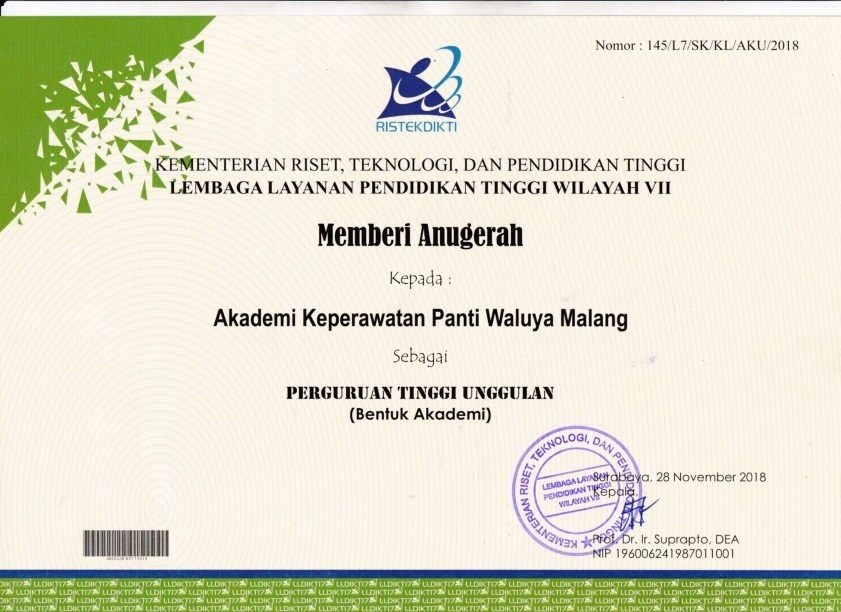 Nomor : 145/L7/SK/KL/AKU/2018
RISTEKDIKTI
KEMENTERIAN RISET, TEKNOLOGI, DAN PENDIDIKAN TINGGI
LEMBAGA LAYANAN PENDIDIKAN TINGGI WILAYAH VII
Memberi Anugerah
Kepada :
Akademi Keperawatan Panti Waluya Malang
Sebagai
PERGURUAN TINGGI UNGGULAN
(Bentuk Akademi)
KEMENTERIAN RISET, TEKNOLOGI, DAN PENDIDIKAN TINGGI
LEMBAGA LAYANAN
PENDIDIKAN TINGGI
WILAYAH VII
Surabaya, 28 November 2018
Kepala,
Prof. Dr. Ir. Suprapto, DEA
NIP 196006241987011001
LLDIKTI7 LLDIKTI7 LLDIKTI7 LLDIKTI7 LLDIKTI7 LLDIKTI7 LLDIKTI7 LLDIKTI7 LLDIKTI7